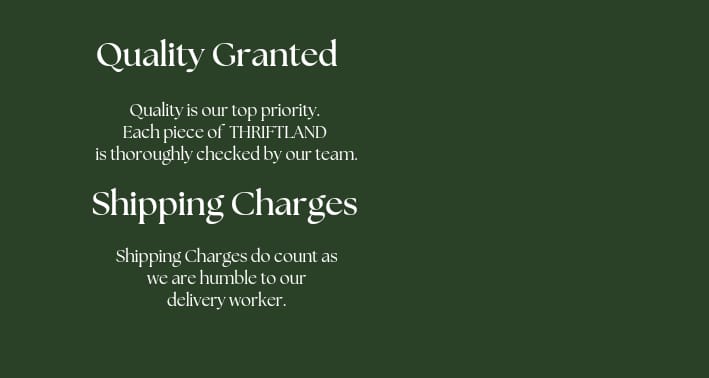 Quality Granted
Quality is our top priority.
Each piece of THRIFTLAND
is thoroughly checked by our team.
Shipping Charges
Shipping Charges do count as
we are humble to our
delivery worker.